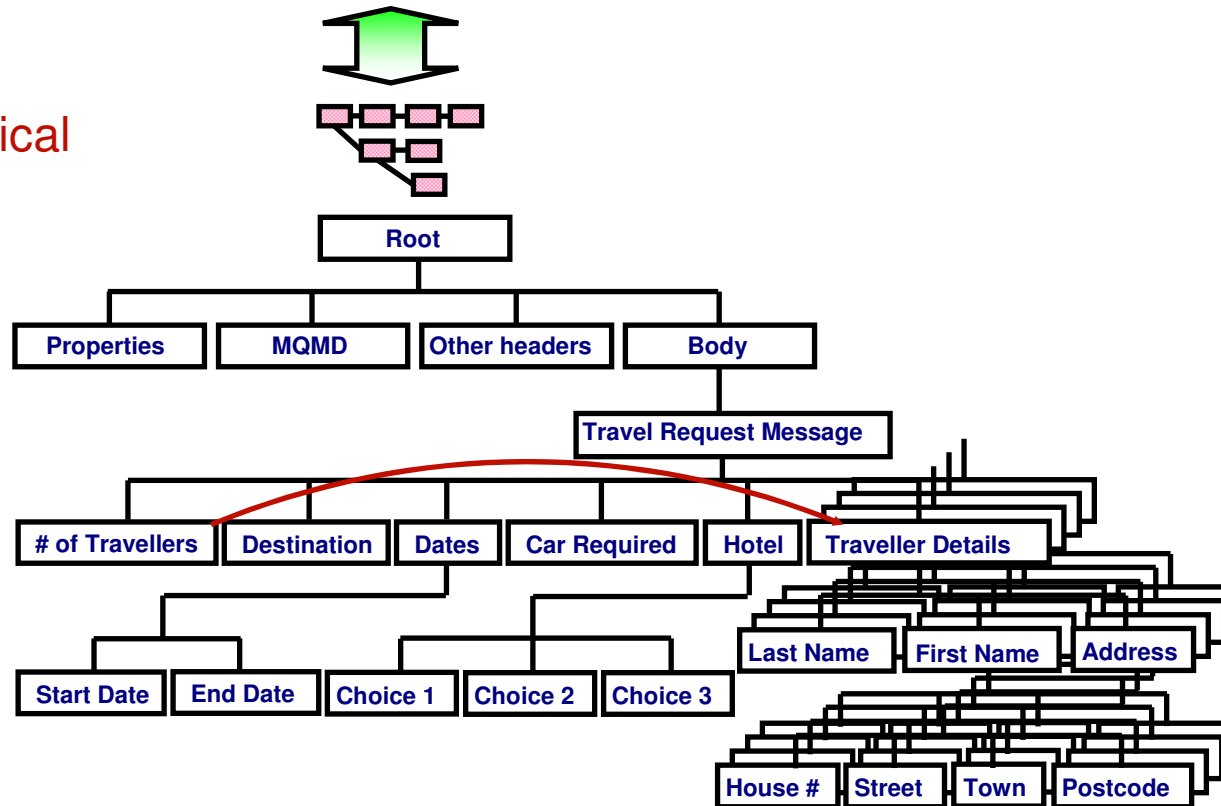 ical
Root
Properties MQMD Other headers Body
Travel Request Message
# of Travellers Destination Dates Car Required Hotel Traveller Details
Last Name First Name Address
Start Date End Date Choice 1 Choice 2 Choice 3
House # Street Town Postcode